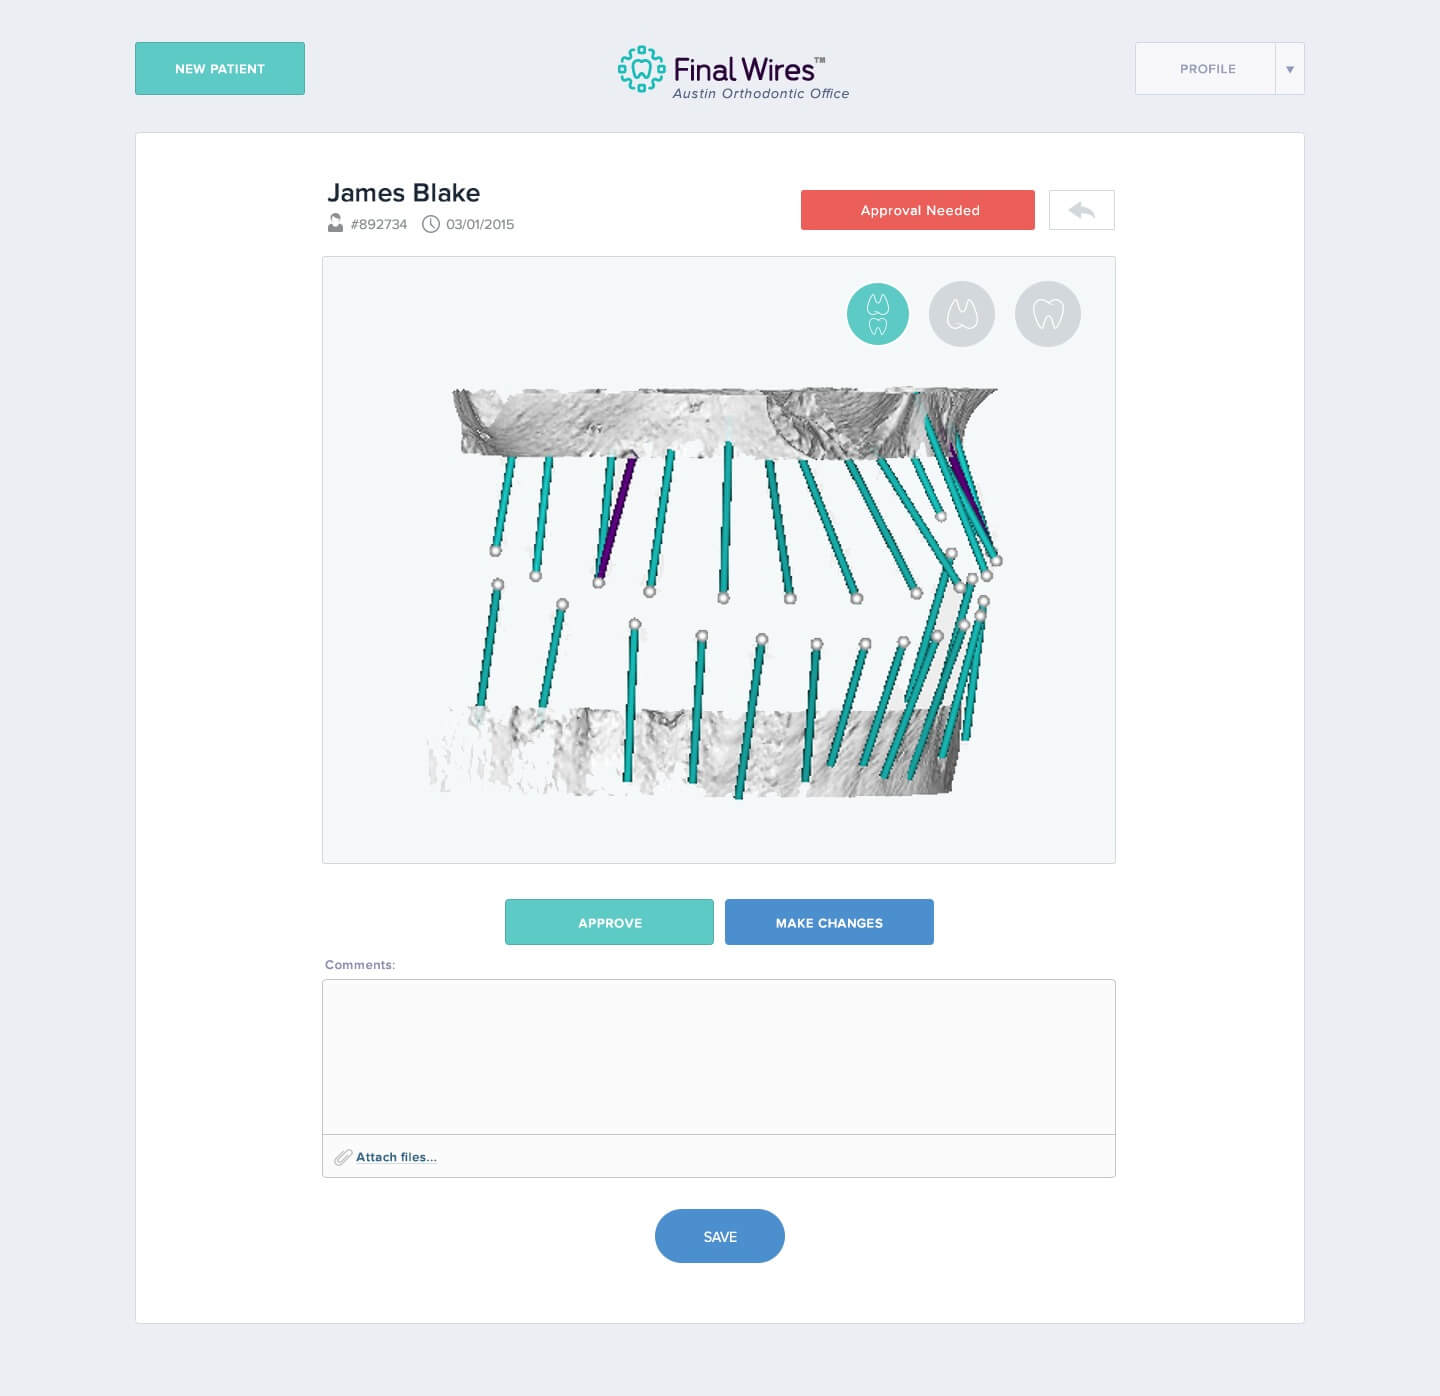 NEW PATIENT
Final Wires™
Austin Orthodontic Office
PROFILE ▼
James Blake
#892734 03/01/2015
Approval Needed
APPROVE
MAKE CHANGES
Comments:
Attach files...
SAVE